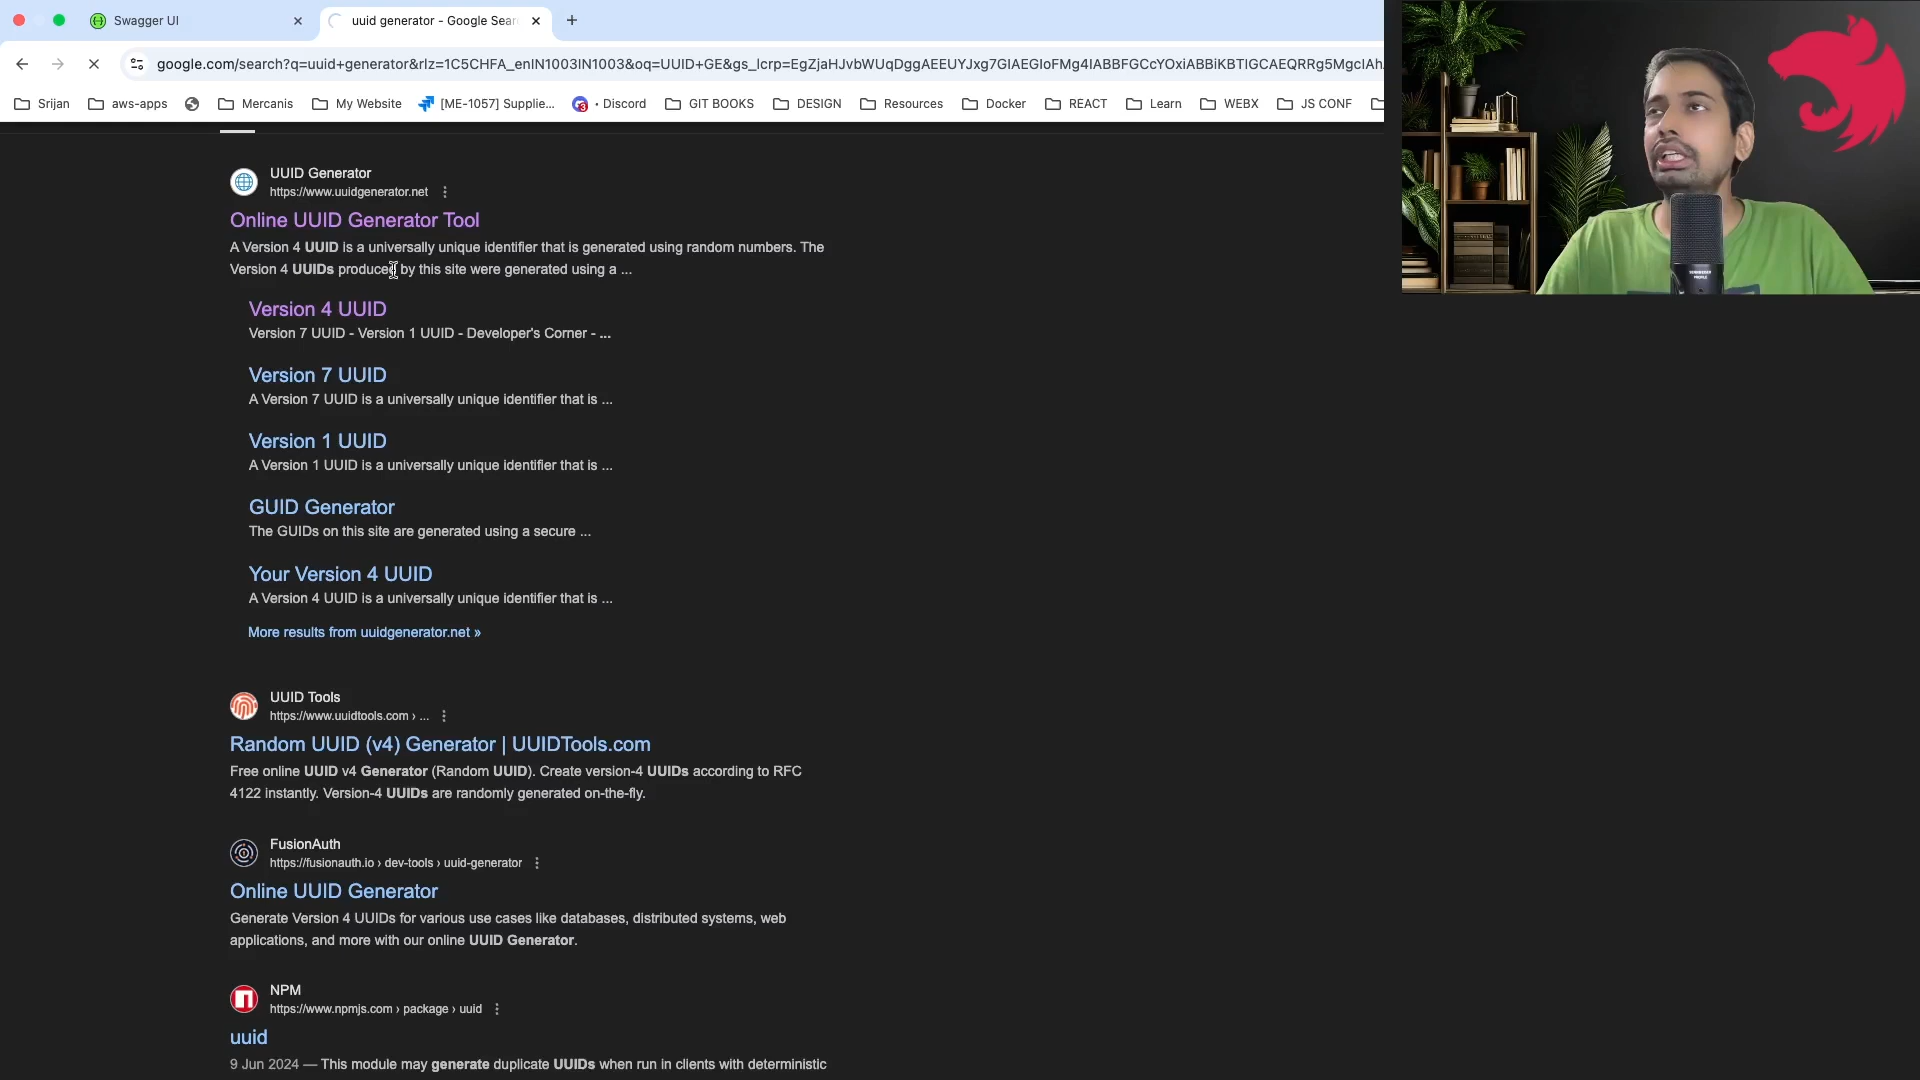 Swagger UI
uuid generator - Google Sear
google.com/search?q=uuid+generator&rlz=1C5CHFA_enIN1003IN1003&oq=UUID+GE&gs_lcrp=EgZjaHJvbWUqDggAEEUYJxg7GIAEGIoFMg4IABBFGCcYOxiABBiKBTIGCAEQRRg5MgcIAh
Srijan
aws-apps
Mercanis
My Website
[ME-1057] Supplie...
• Discord
GIT BOOKS
DESIGN
Resources
Docker
REACT
Learn
WEBX
JS CONF
UUID Generator
https://www.uuidgenerator.net
Online UUID Generator Tool
A Version 4 UUID is a universally unique identifier that is generated using random numbers. The
Version 4 UUIDs produced by this site were generated using a ...
Version 4 UUID
Version 7 UUID - Version 1 UUID - Developer's Corner - ...
Version 7 UUID
A Version 7 UUID is a universally unique identifier that is ...
Version 1 UUID
A Version 1 UUID is a universally unique identifier that is ...
GUID Generator
The GUIDs on this site are generated using a secure ...
Your Version 4 UUID
A Version 4 UUID is a universally unique identifier that is ...
More results from uuidgenerator.net »
UUID Tools
https://www.uuidtools.com › ...
Random UUID (v4) Generator | UUIDTools.com
Free online UUID v4 Generator (Random UUID). Create version-4 UUIDs according to RFC
4122 instantly. Version-4 UUIDs are randomly generated on-the-fly.
FusionAuth
https://fusionauth.io › dev-tools › uuid-generator
Online UUID Generator
Generate Version 4 UUIDs for various use cases like databases, distributed systems, web
applications, and more with our online UUID Generator.
NPM
https://www.npmjs.com › package › uuid
uuid
9 Jun 2024 — This module may generate duplicate UUIDs when run in clients with deterministic